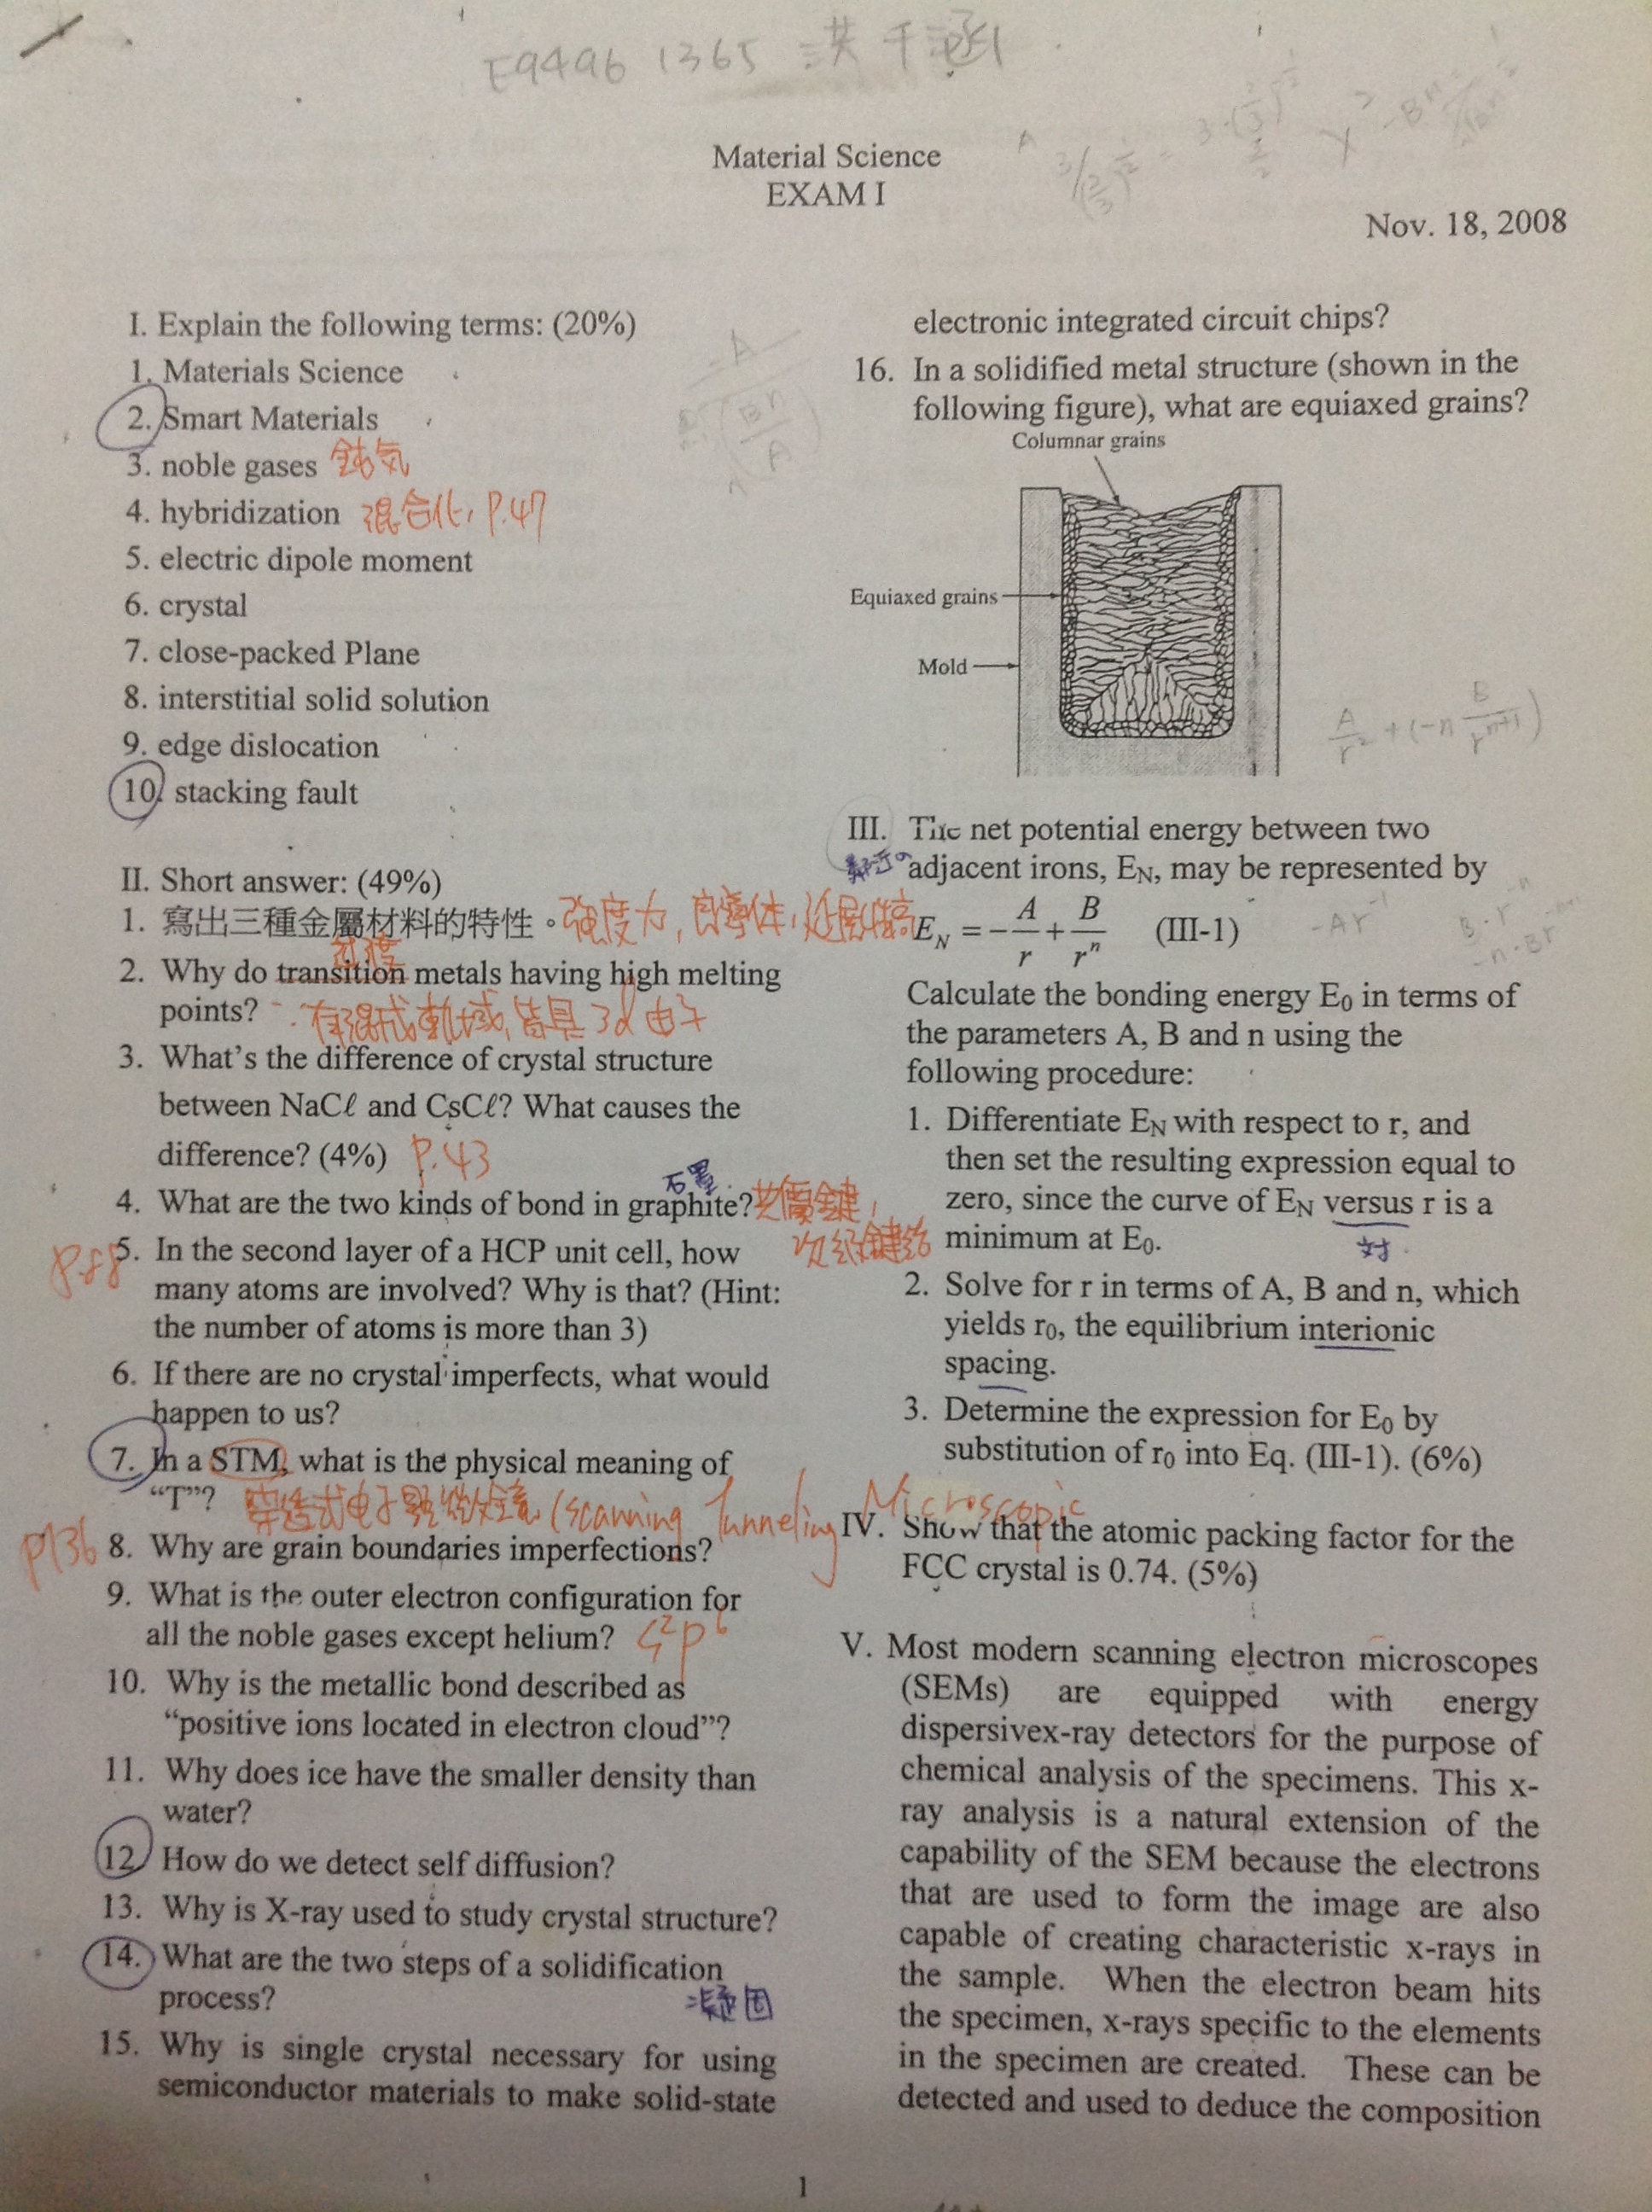 E9496 1365 洪千涵
Material Science
EXAM I
Nov. 18, 2008
I. Explain the following terms: (20%)
1. Materials Science
2. Smart Materials
3. noble gases 鈍気
4. hybridization 混合化, P.47
5. electric dipole moment
6. crystal
7. close-packed Plane
8. interstitial solid solution
9. edge dislocation
10. stacking fault
II. Short answer: (49%)
1. 寫出三種金屬材料的特性。強度大, 良導体, 延展性高
過渡
2. Why do transition metals having high melting
points? ∵有混成軌域, 皆具 3d 电子
3. What's the difference of crystal structure
between NaCℓ and CsCℓ? What causes the
difference? (4%) P.43
石墨
4. What are the two kinds of bond in graphite? 共價鍵,
次級鍵結
P.88
5. In the second layer of a HCP unit cell, how
many atoms are involved? Why is that? (Hint:
the number of atoms is more than 3)
6. If there are no crystal imperfects, what would
happen to us?
7. In a STM, what is the physical meaning of
"T"? 穿透式电子顯微鏡 (scanning Tunneling Microscopic
P136 8. Why are grain boundaries imperfections?
9. What is the outer electron configuration for
all the noble gases except helium? s²p⁶
10. Why is the metallic bond described as
"positive ions located in electron cloud"?
11. Why does ice have the smaller density than
water?
12. How do we detect self diffusion?
13. Why is X-ray used to study crystal structure?
14. What are the two steps of a solidification
process? 凝固
15. Why is single crystal necessary for using
semiconductor materials to make solid-state
electronic integrated circuit chips?
16. In a solidified metal structure (shown in the
following figure), what are equiaxed grains?
Columnar grains
Equiaxed grains
Mold
A/r² + (-n B/rⁿ⁺¹)
III. The net potential energy between two
adjacent irons, E_N, may be represented by
E_N = -A/r + B/rⁿ (III-1)
-Ar⁻¹ B·r⁻ⁿ
Calculate the bonding energy E₀ in terms of
the parameters A, B and n using the
following procedure:
1. Differentiate E_N with respect to r, and
then set the resulting expression equal to
zero, since the curve of E_N versus r is a
minimum at E₀. 対
2. Solve for r in terms of A, B and n, which
yields r₀, the equilibrium interionic
spacing.
3. Determine the expression for E₀ by
substitution of r₀ into Eq. (III-1). (6%)
IV. Show that the atomic packing factor for the
FCC crystal is 0.74. (5%)
V. Most modern scanning electron microscopes
(SEMs) are equipped with energy
dispersivex-ray detectors for the purpose of
chemical analysis of the specimens. This x-
ray analysis is a natural extension of the
capability of the SEM because the electrons
that are used to form the image are also
capable of creating characteristic x-rays in
the sample. When the electron beam hits
the specimen, x-rays specific to the elements
in the specimen are created. These can be
detected and used to deduce the composition
1